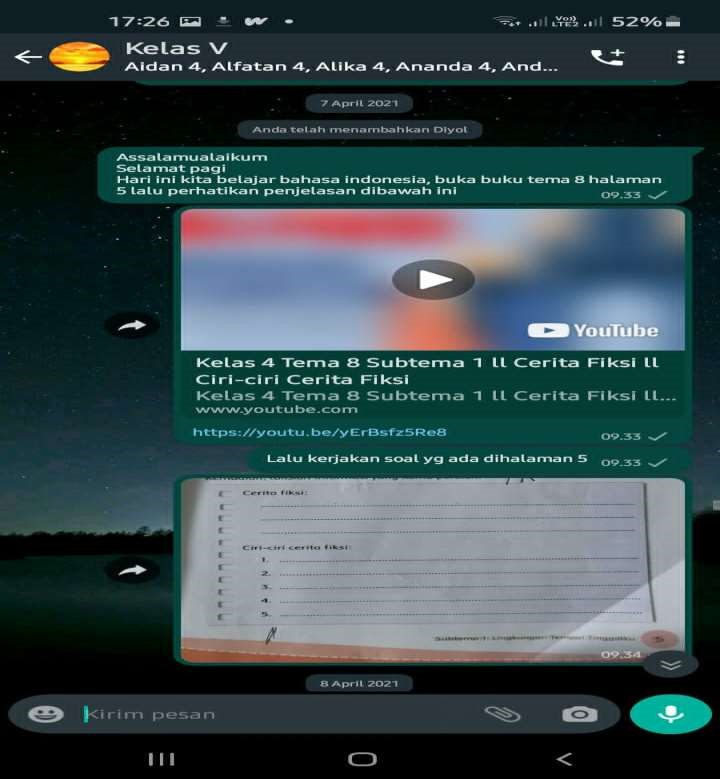 17:26
Vo))
LTE2
52%
Kelas V
Aidan 4, Alfatan 4, Alika 4, Ananda 4, And...
7 April 2021
Anda telah menambahkan Diyol
Assalamualaikum
Selamat pagi
Hari ini kita belajar bahasa indonesia, buka buku tema 8 halaman
5 lalu perhatikan penjelasan dibawah ini
09.33
YouTube
Kelas 4 Tema 8 Subtema 1 ll Cerita Fiksi ll
Ciri-ciri Cerita Fiksi
Kelas 4 Tema 8 Subtema 1 ll Cerita Fiksi ll...
www.youtube.com
https://youtu.be/yErBsfz5Re8
09.33
Lalu kerjakan soal yg ada dihalaman 5
09.33
Cerita fiksi:
Ciri-ciri cerita fiksi:
1.
2.
3.
4.
5.
Subtema 1: Lingkungan Tempat Tinggalku
5
09.34
8 April 2021
Kirim pesan